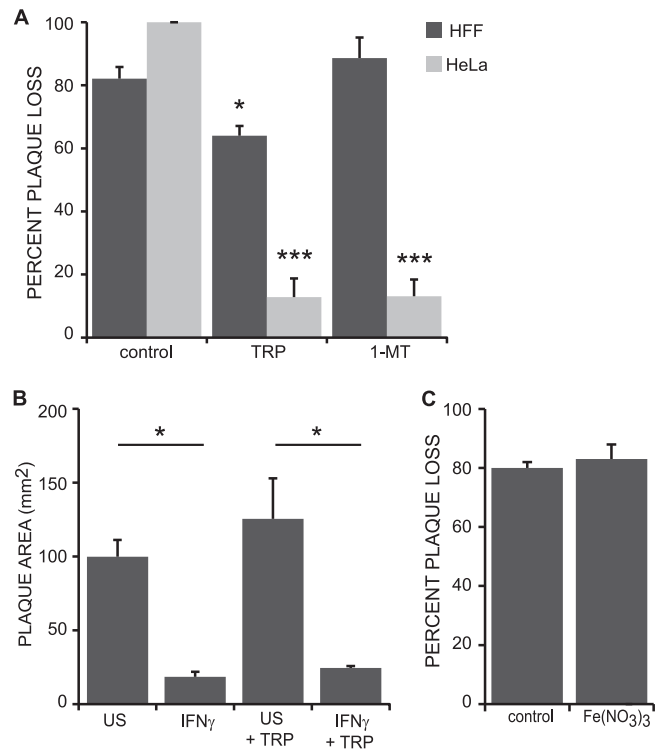 A
PERCENT PLAQUE LOSS
100
80
60
40
20
0
*
***
***
HFF
HeLa
control
TRP
1-MT
B
PLAQUE AREA (mm2)
200
150
100
50
0
*
*
US
IFNγ
US
+ TRP
IFNγ
+ TRP
C
PERCENT PLAQUE LOSS
100
80
60
40
20
0
control
Fe(NO3)3